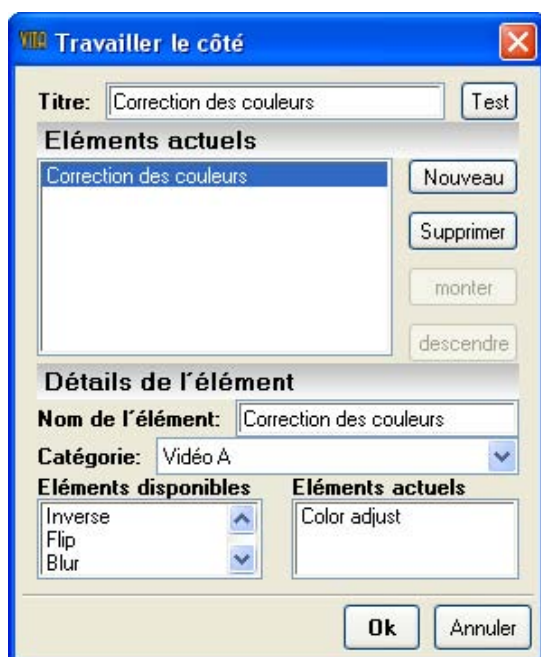 VITA Travailler le côté
Titre: Correction des couleurs Test
Eléments actuels
Correction des couleurs Nouveau
Supprimer
monter
descendre
Détails de l´élément
Nom de l´élément: Correction des couleurs
Catégorie: Vidéo A
Eléments disponibles Eléments actuels
Inverse Color adjust
Flip
Blur
Ok Annuler